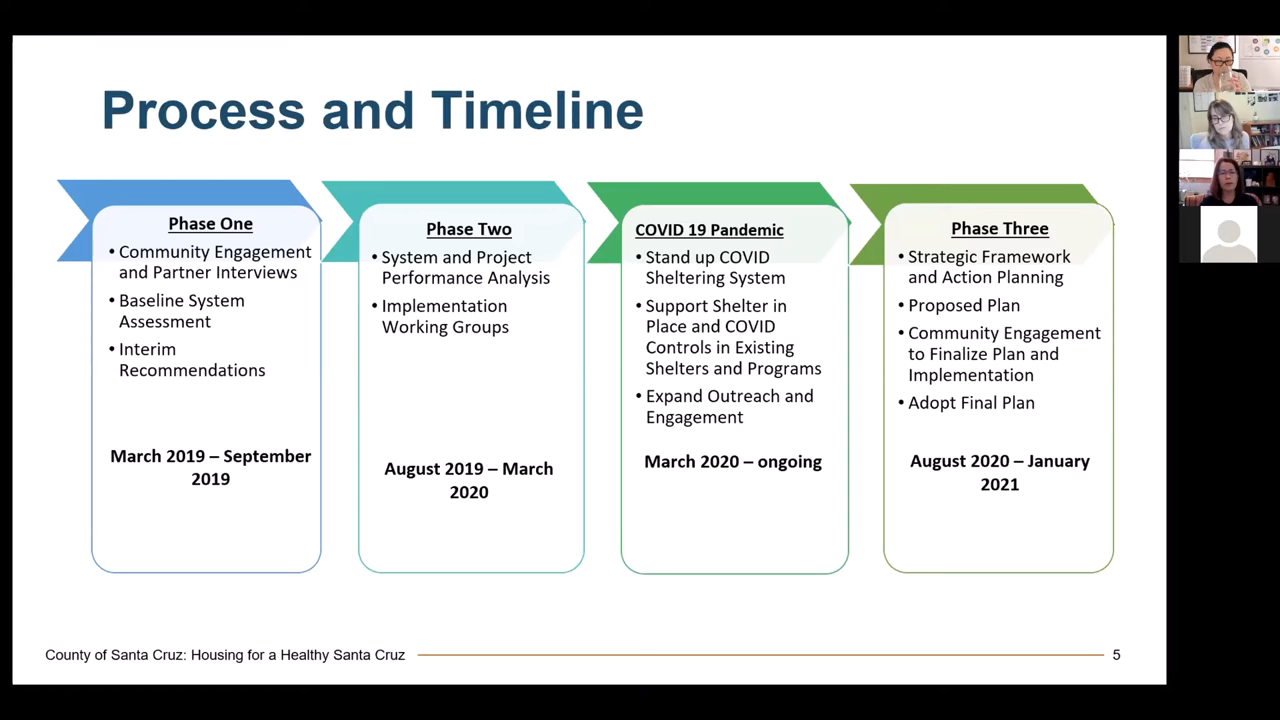 Process and Timeline
Phase One
• Community Engagement
and Partner Interviews
• Baseline System
Assessment
• Interim
Recommendations
March 2019 – September
2019
Phase Two
• System and Project
Performance Analysis
• Implementation
Working Groups
August 2019 – March
2020
COVID 19 Pandemic
• Stand up COVID
Sheltering System
• Support Shelter in
Place and COVID
Controls in Existing
Shelters and Programs
• Expand Outreach and
Engagement
March 2020 – ongoing
Phase Three
• Strategic Framework
and Action Planning
• Proposed Plan
• Community Engagement
to Finalize Plan and
Implementation
• Adopt Final Plan
August 2020 – January
2021
County of Santa Cruz: Housing for a Healthy Santa Cruz
5